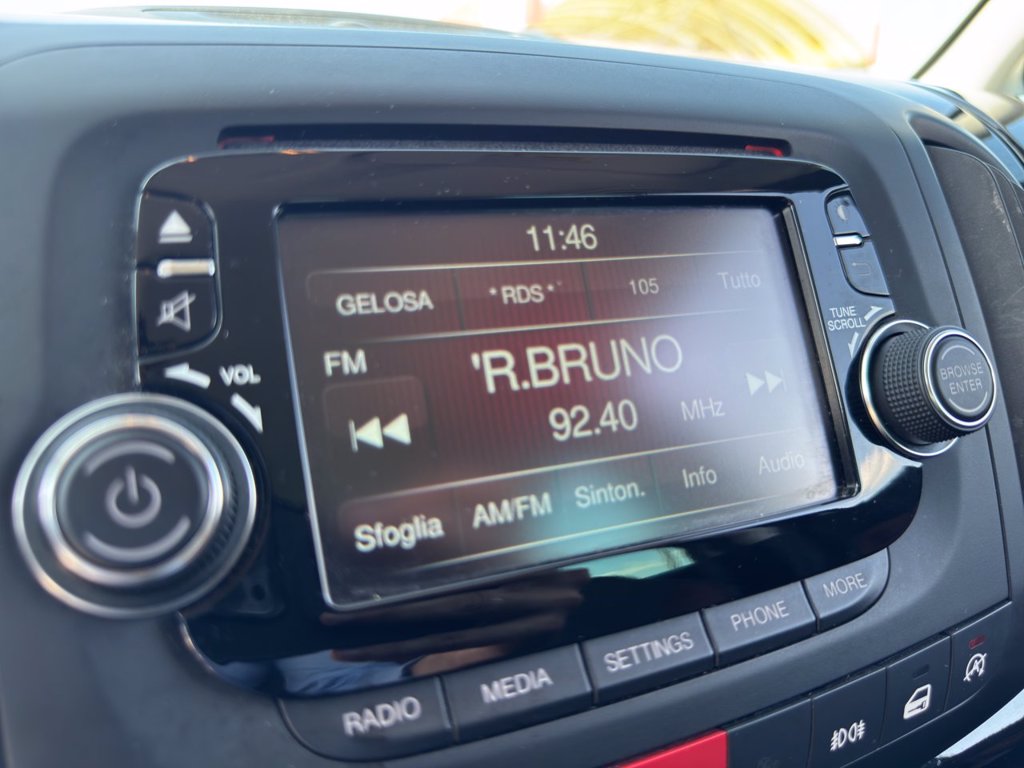 11:46
GELOSA *RDS* 105 Tutto
FM 'R.BRUNO
92.40 MHz
Sfoglia AM/FM Sinton. Info Audio
VOL
TUNE
SCROLL
BROWSE
ENTER
RADIO MEDIA SETTINGS PHONE MORE